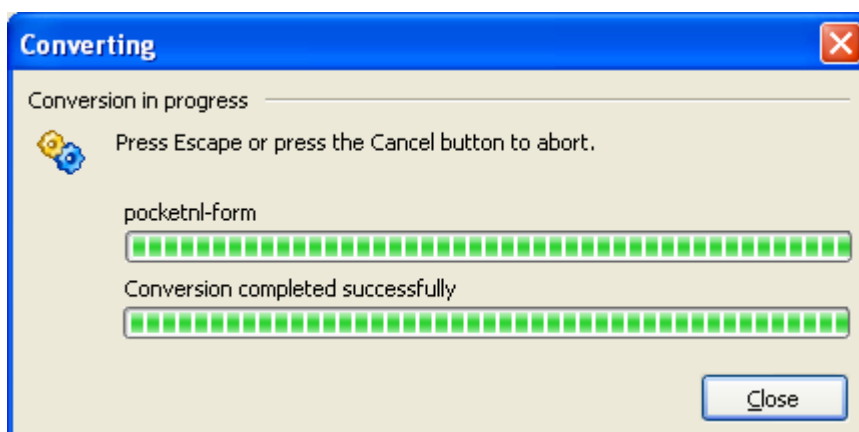 Converting
Conversion in progress
Press Escape or press the Cancel button to abort.
pocketnl-form
Conversion completed successfully
Close